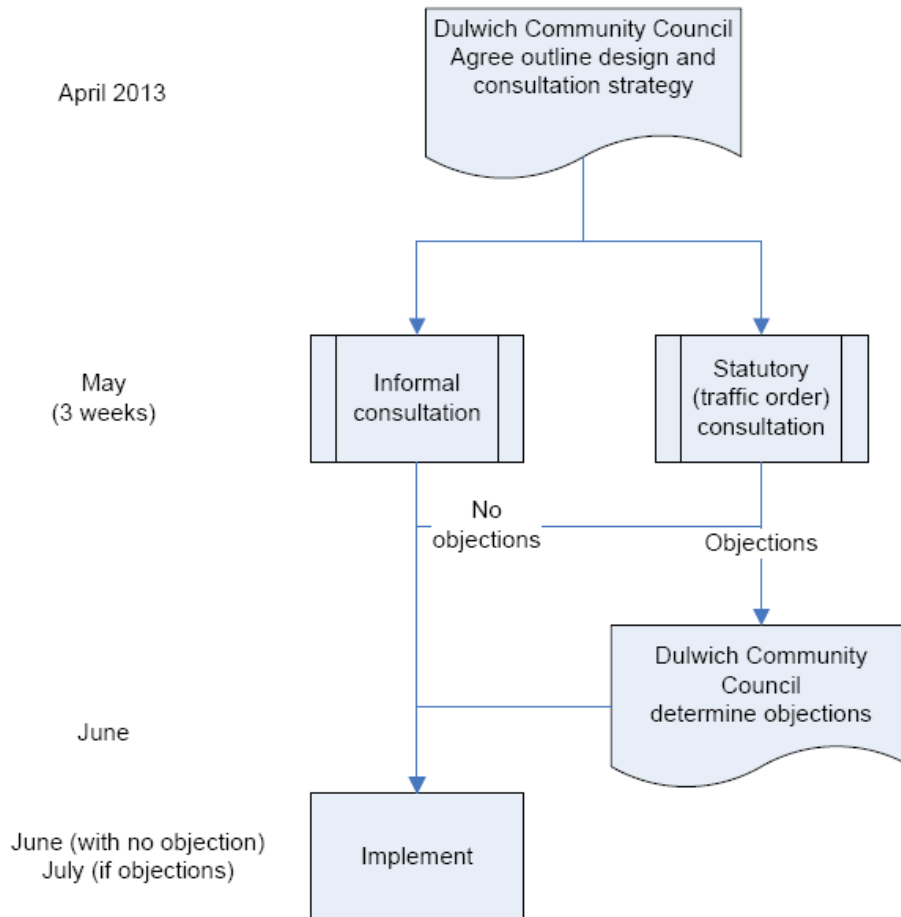 Dulwich Community Council
Agree outline design and
consultation strategy
April 2013
May
(3 weeks)
Informal
consultation
Statutory
(traffic order)
consultation
No
objections
Objections
Dulwich Community
Council
determine objections
June
June (with no objection)
July (if objections)
Implement